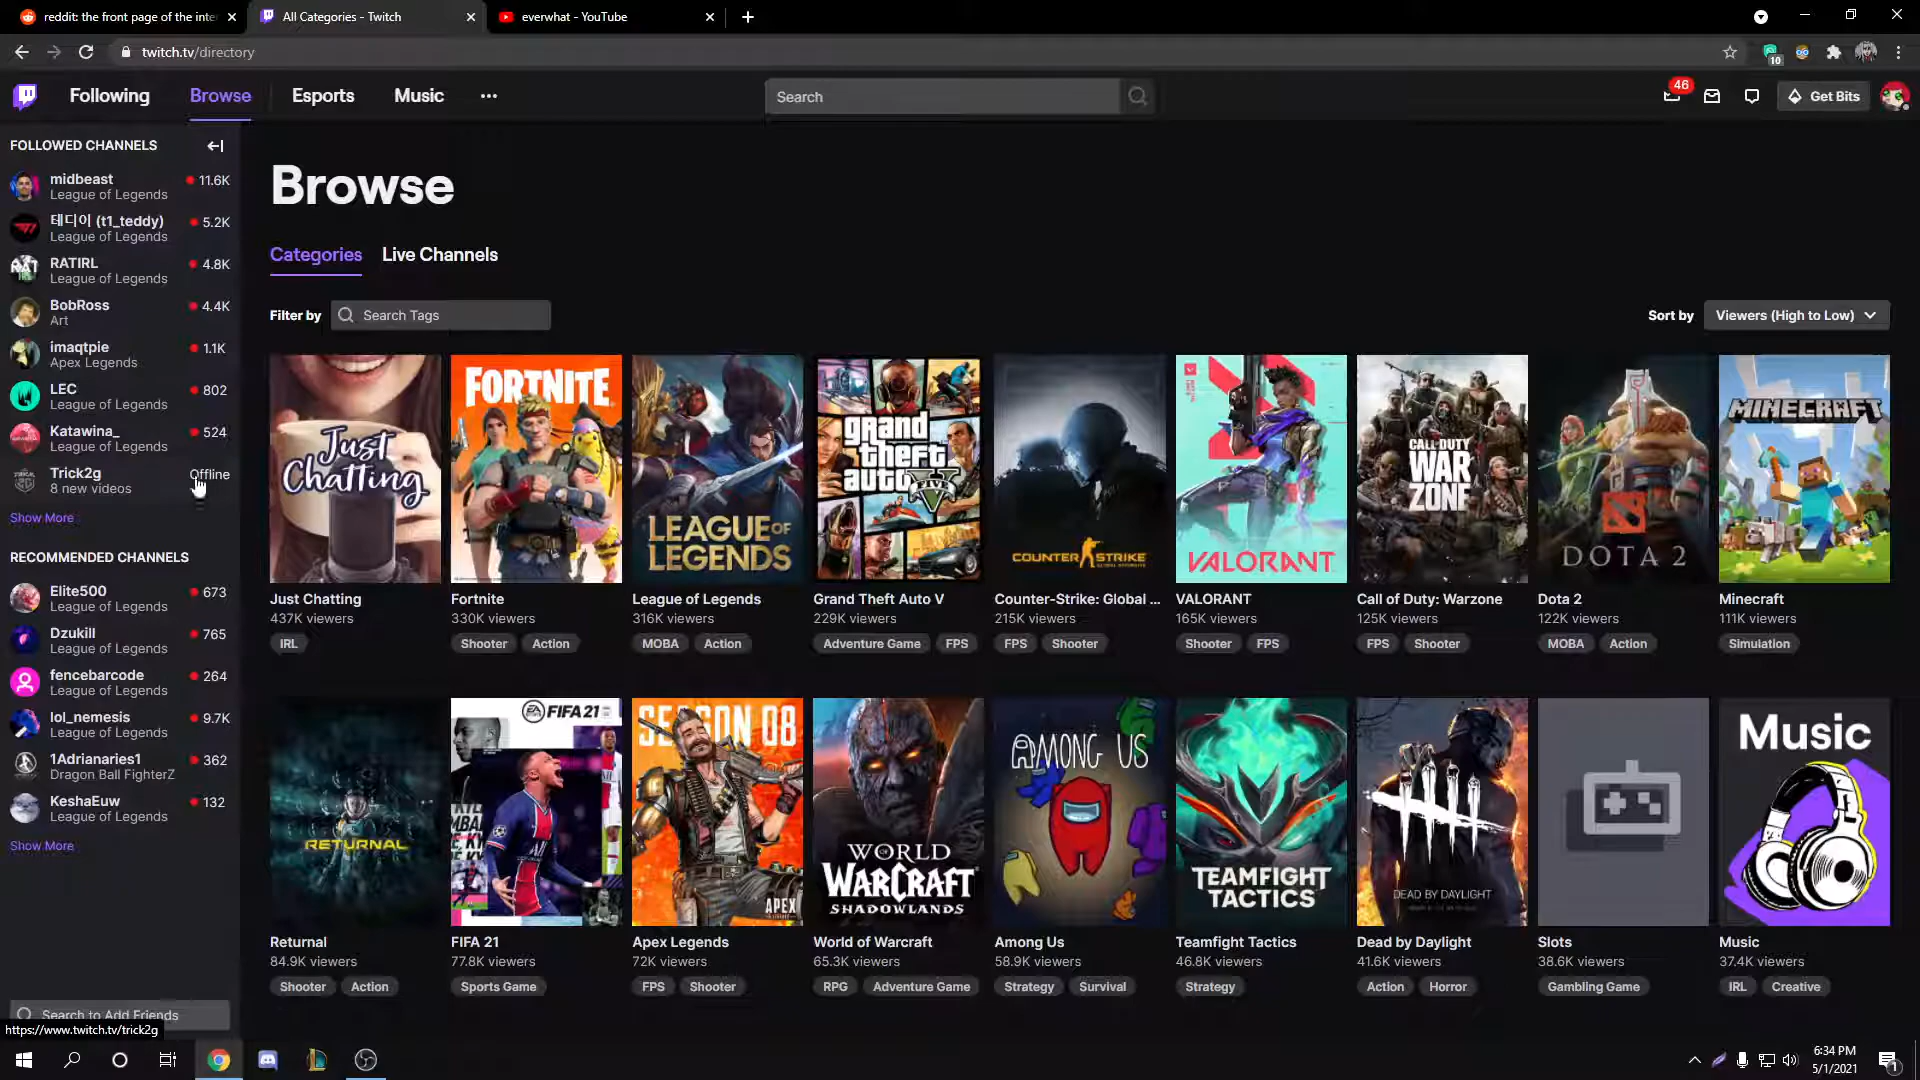 reddit: the front page of the inte
All Categories - Twitch
everwhat - YouTube
twitch.tv/directory
10
Following
Browse
Esports
Music
Search
46
Get Bits
FOLLOWED CHANNELS
midbeast
11.6K
League of Legends
테디이 (t1_teddy)
5.2K
League of Legends
RATIRL
4.8K
League of Legends
BobRoss
4.4K
Art
imaqtpie
1.1K
Apex Legends
LEC
802
League of Legends
Katawina_
524
League of Legends
Trick2g
Offline
8 new videos
Show More
RECOMMENDED CHANNELS
Elite500
673
League of Legends
Dzukill
765
League of Legends
fencebarcode
264
League of Legends
lol_nemesis
9.7K
League of Legends
1Adrianaries1
362
Dragon Ball FighterZ
KeshaEuw
132
League of Legends
Show More
Search to Add Friends
https://www.twitch.tv/trick2g
Browse
Categories
Live Channels
Filter by
Search Tags
Sort by
Viewers (High to Low)
Just
Chatting
FORTNITE
LEAGUE OF
LEGENDS
grand
theft
auto V
FIVE
COUNTER STRIKE
VALORANT
CALL OF DUTY
WAR
ZONE
DOTA 2
MINECRAFT
Just Chatting
437K viewers
IRL
Fortnite
330K viewers
Shooter
Action
League of Legends
316K viewers
MOBA
Action
Grand Theft Auto V
229K viewers
Adventure Game
FPS
Counter-Strike: Global ...
215K viewers
FPS
Shooter
VALORANT
165K viewers
Shooter
FPS
Call of Duty: Warzone
125K viewers
FPS
Shooter
Dota 2
122K viewers
MOBA
Action
Minecraft
111K viewers
Simulation
RETURNAL
EA SPORTS FIFA 21
SEASON 08
APEX
WORLD
WARCRAFT
SHADOWLANDS
AMONG US
TEAMFIGHT
TACTICS
DEAD BY DAYLIGHT
Music
Returnal
84.9K viewers
Shooter
Action
FIFA 21
77.8K viewers
Sports Game
Apex Legends
72K viewers
FPS
Shooter
World of Warcraft
65.3K viewers
RPG
Adventure Game
Among Us
58.9K viewers
Strategy
Survival
Teamfight Tactics
46.8K viewers
Strategy
Dead by Daylight
41.6K viewers
Action
Horror
Slots
38.6K viewers
Gambling Game
Music
37.4K viewers
IRL
Creative
6:34 PM
5/1/2021
1